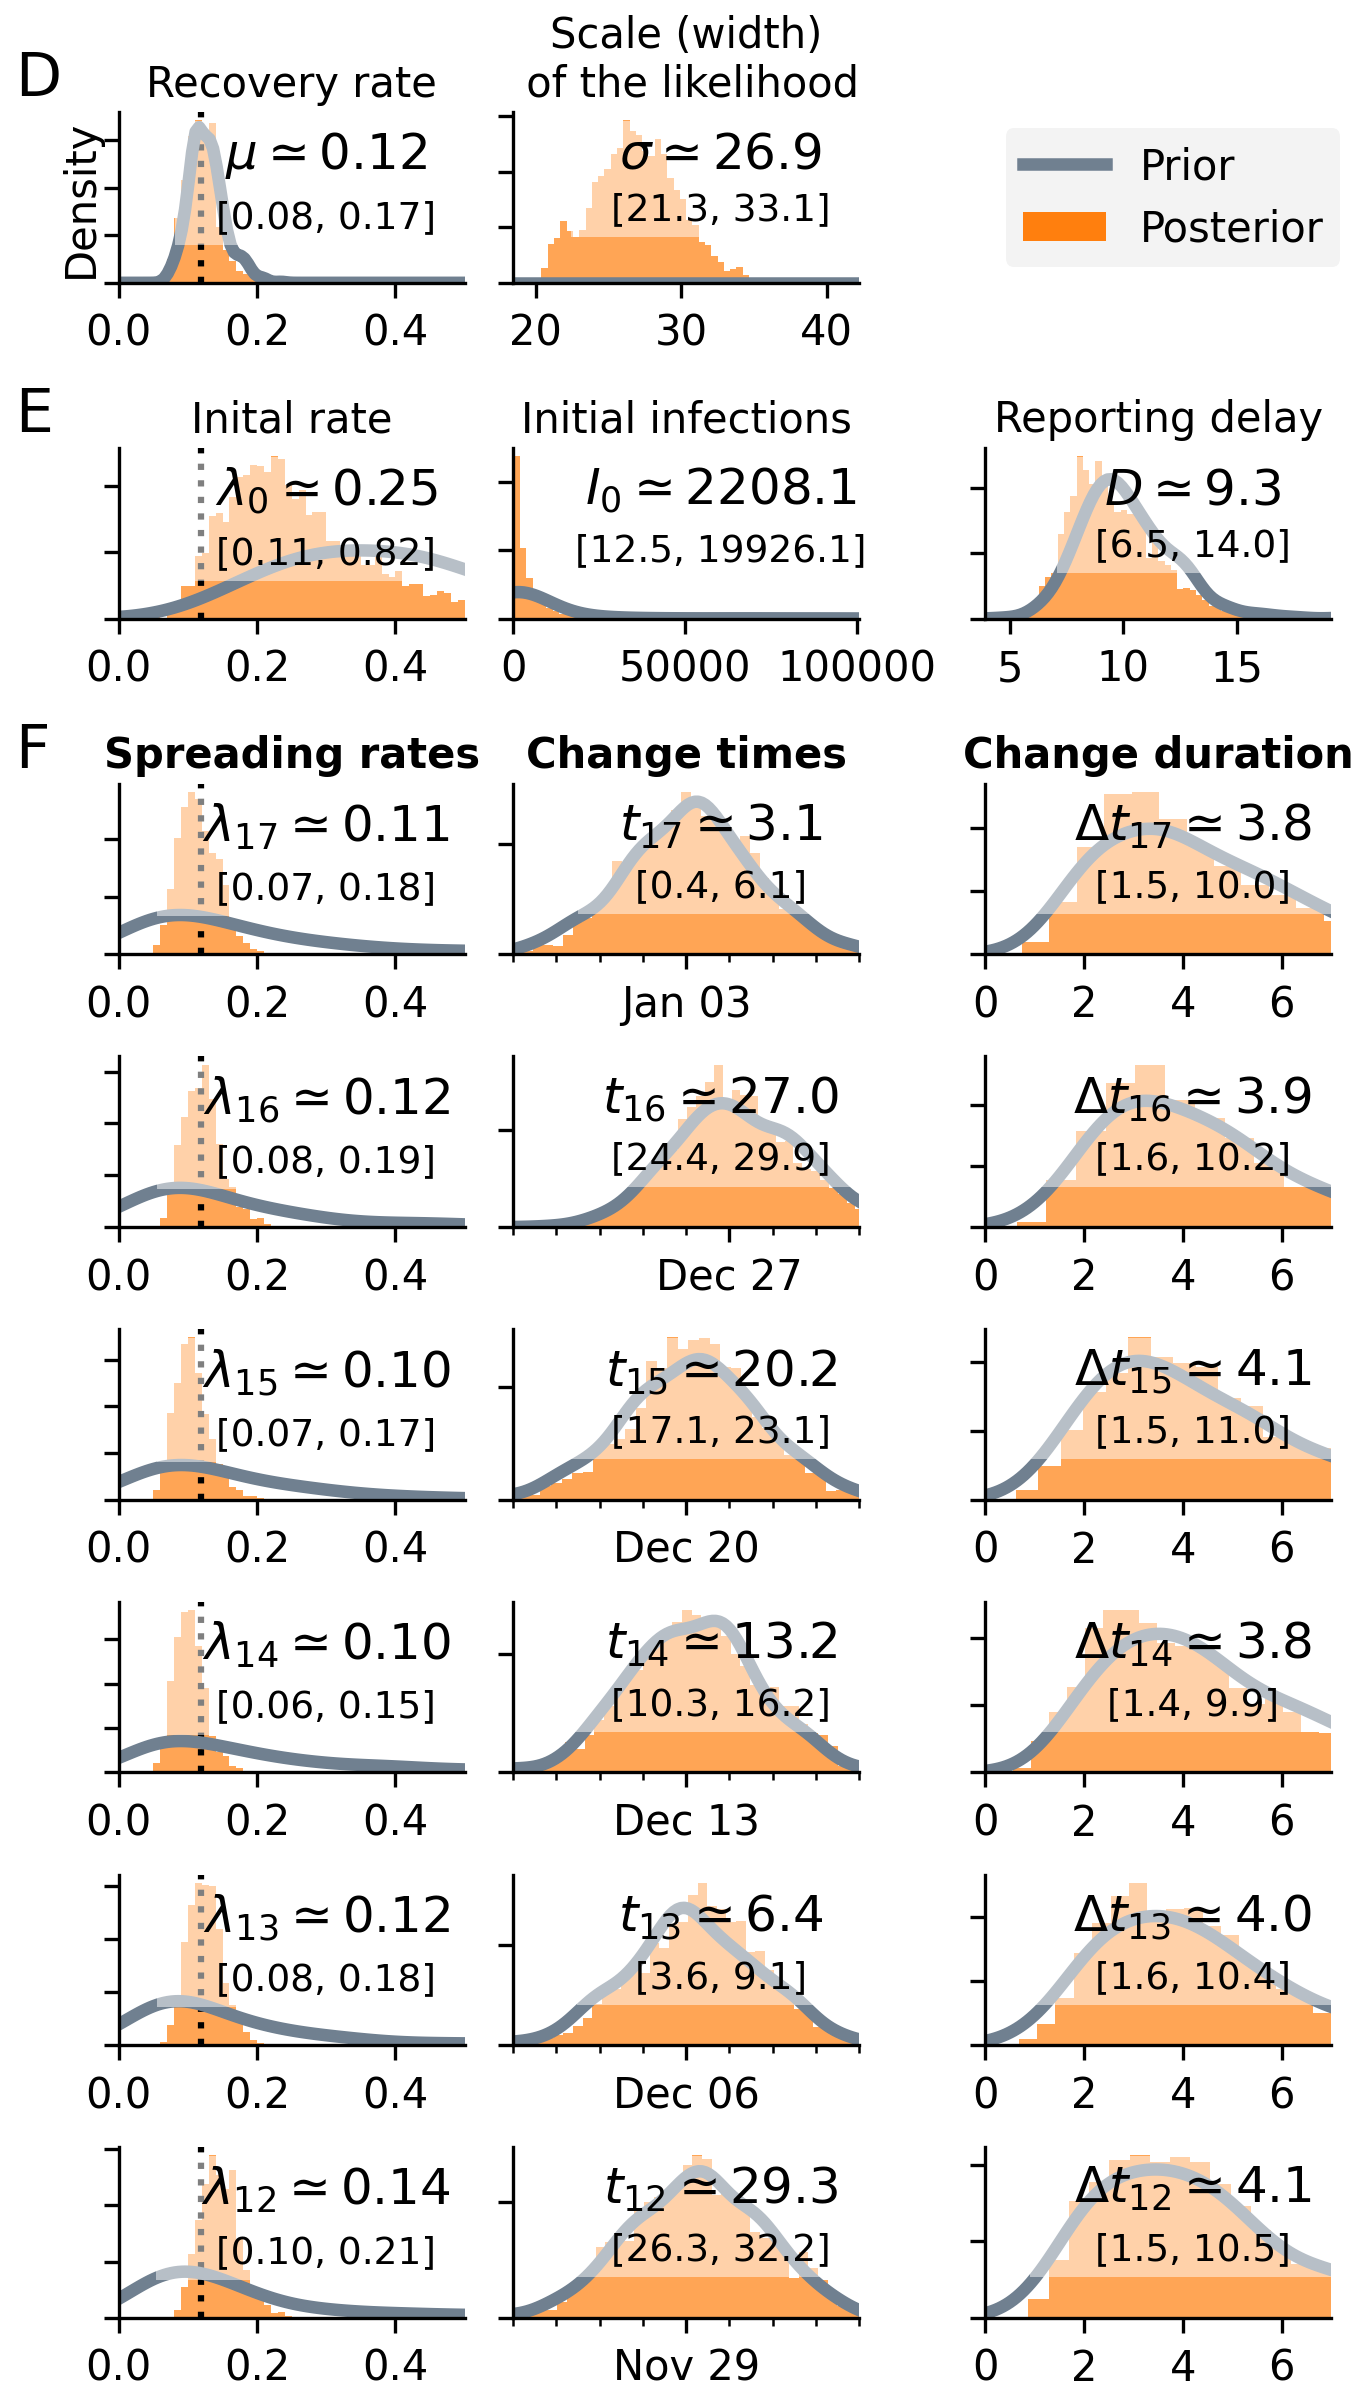 D
Recovery rate
Scale (width)
of the likelihood
Density
μ ≃ 0.12
[0.08, 0.17]
0.0 0.2 0.4
σ ≃ 26.9
[21.3, 33.1]
20 30 40
Prior
Posterior
E
Inital rate
Initial infections
Reporting delay
λ0 ≃ 0.25
[0.11, 0.82]
0.0 0.2 0.4
I0 ≃ 2208.1
[12.5, 19926.1]
0 50000 100000
D ≃ 9.3
[6.5, 14.0]
5 10 15
F
Spreading rates
Change times
Change duration
λ17 ≃ 0.11
[0.07, 0.18]
0.0 0.2 0.4
t17 ≃ 3.1
[0.4, 6.1]
Jan 03
Δt17 ≃ 3.8
[1.5, 10.0]
0 2 4 6
λ16 ≃ 0.12
[0.08, 0.19]
0.0 0.2 0.4
t16 ≃ 27.0
[24.4, 29.9]
Dec 27
Δt16 ≃ 3.9
[1.6, 10.2]
0 2 4 6
λ15 ≃ 0.10
[0.07, 0.17]
0.0 0.2 0.4
t15 ≃ 20.2
[17.1, 23.1]
Dec 20
Δt15 ≃ 4.1
[1.5, 11.0]
0 2 4 6
λ14 ≃ 0.10
[0.06, 0.15]
0.0 0.2 0.4
t14 ≃ 13.2
[10.3, 16.2]
Dec 13
Δt14 ≃ 3.8
[1.4, 9.9]
0 2 4 6
λ13 ≃ 0.12
[0.08, 0.18]
0.0 0.2 0.4
t13 ≃ 6.4
[3.6, 9.1]
Dec 06
Δt13 ≃ 4.0
[1.6, 10.4]
0 2 4 6
λ12 ≃ 0.14
[0.10, 0.21]
0.0 0.2 0.4
t12 ≃ 29.3
[26.3, 32.2]
Nov 29
Δt12 ≃ 4.1
[1.5, 10.5]
0 2 4 6